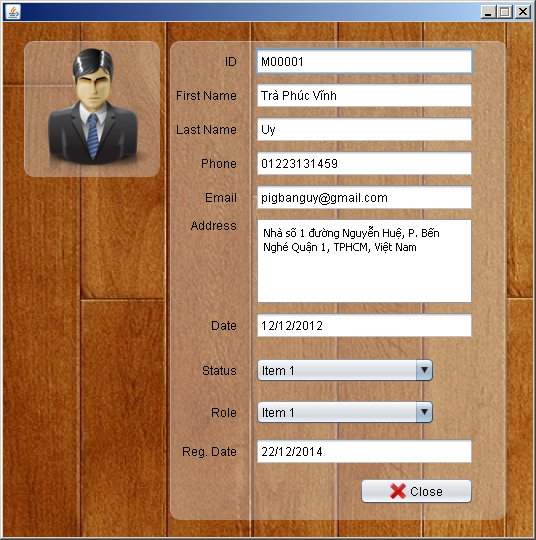 ID
M00001
First Name
Trà Phúc Vĩnh
Last Name
Uy
Phone
01223131459
Email
pigbanguy@gmail.com
Address
Nhà số 1 đường Nguyễn Huệ, P. Bến
Nghé Quận 1, TPHCM, Việt Nam
Date
12/12/2012
Status
Item 1
Role
Item 1
Reg. Date
22/12/2014
Close